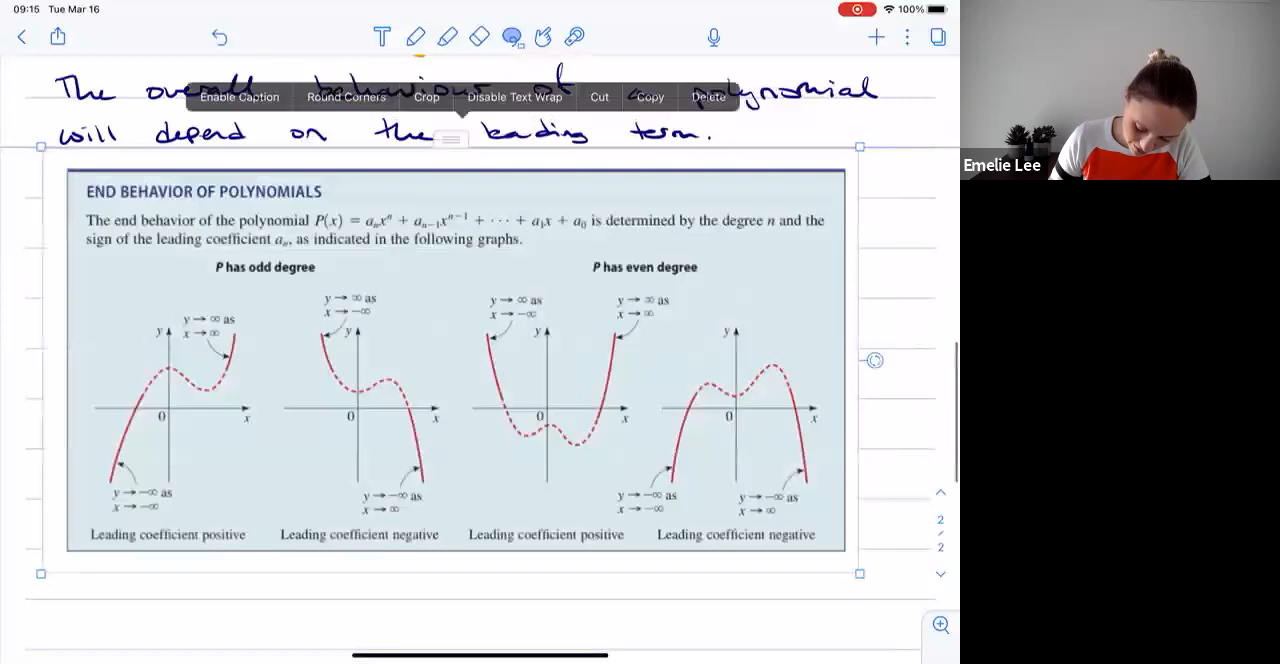 09:15 Tue Mar 16
100%
The overall behaviour of a polynomial
Enable Caption Round Corners Crop Disable Text Wrap Cut Copy Delete
will depend on the leading term.
Emelie Lee
END BEHAVIOR OF POLYNOMIALS
The end behavior of the polynomial P(x) = aₙxⁿ + aₙ₋₁xⁿ⁻¹ + ··· + a₁x + a₀ is determined by the degree n and the
sign of the leading coefficient aₙ, as indicated in the following graphs.
P has odd degree
P has even degree
y → ∞ as
x → ∞
y
0
x
y → −∞ as
x → −∞
Leading coefficient positive
y → ∞ as
x → −∞
y
0
x
y → −∞ as
x → ∞
Leading coefficient negative
y → ∞ as
x → −∞
y → ∞ as
x → ∞
y
0
x
Leading coefficient positive
y
0
x
y → −∞ as
x → −∞
y → −∞ as
x → ∞
Leading coefficient negative
2
/
2